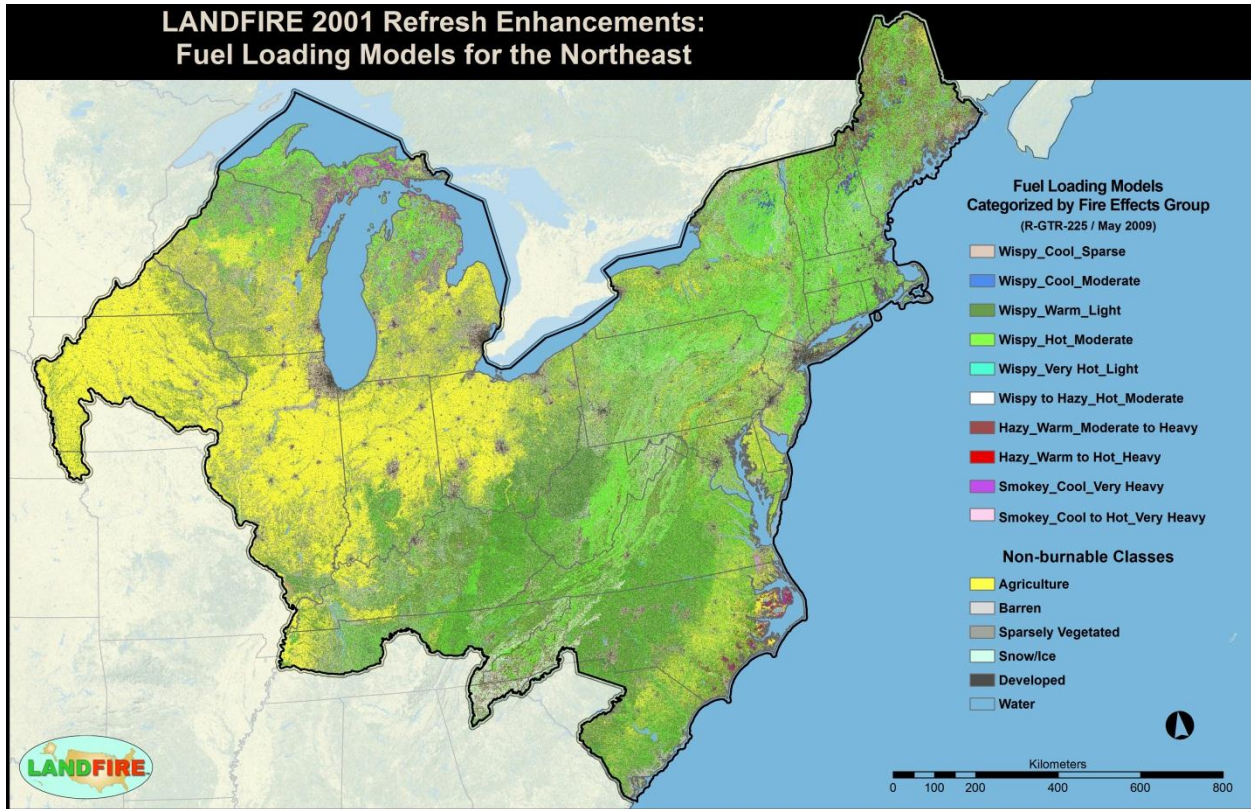 LANDFIRE 2001 Refresh Enhancements:
Fuel Loading Models for the Northeast
Fuel Loading Models
Categorized by Fire Effects Group
(R-GTR-225 / May 2009)
Wispy_Cool_Sparse
Wispy_Cool_Moderate
Wispy_Warm_Light
Wispy_Hot_Moderate
Wispy_Very Hot_Light
Wispy to Hazy_Hot_Moderate
Hazy_Warm_Moderate to Heavy
Hazy_Warm to Hot_Heavy
Smokey_Cool_Very Heavy
Smokey_Cool to Hot_Very Heavy
Non-burnable Classes
Agriculture
Barren
Sparsely Vegetated
Snow/Ice
Developed
Water
Kilometers
0 100 200 400 600 800
LANDFIRE